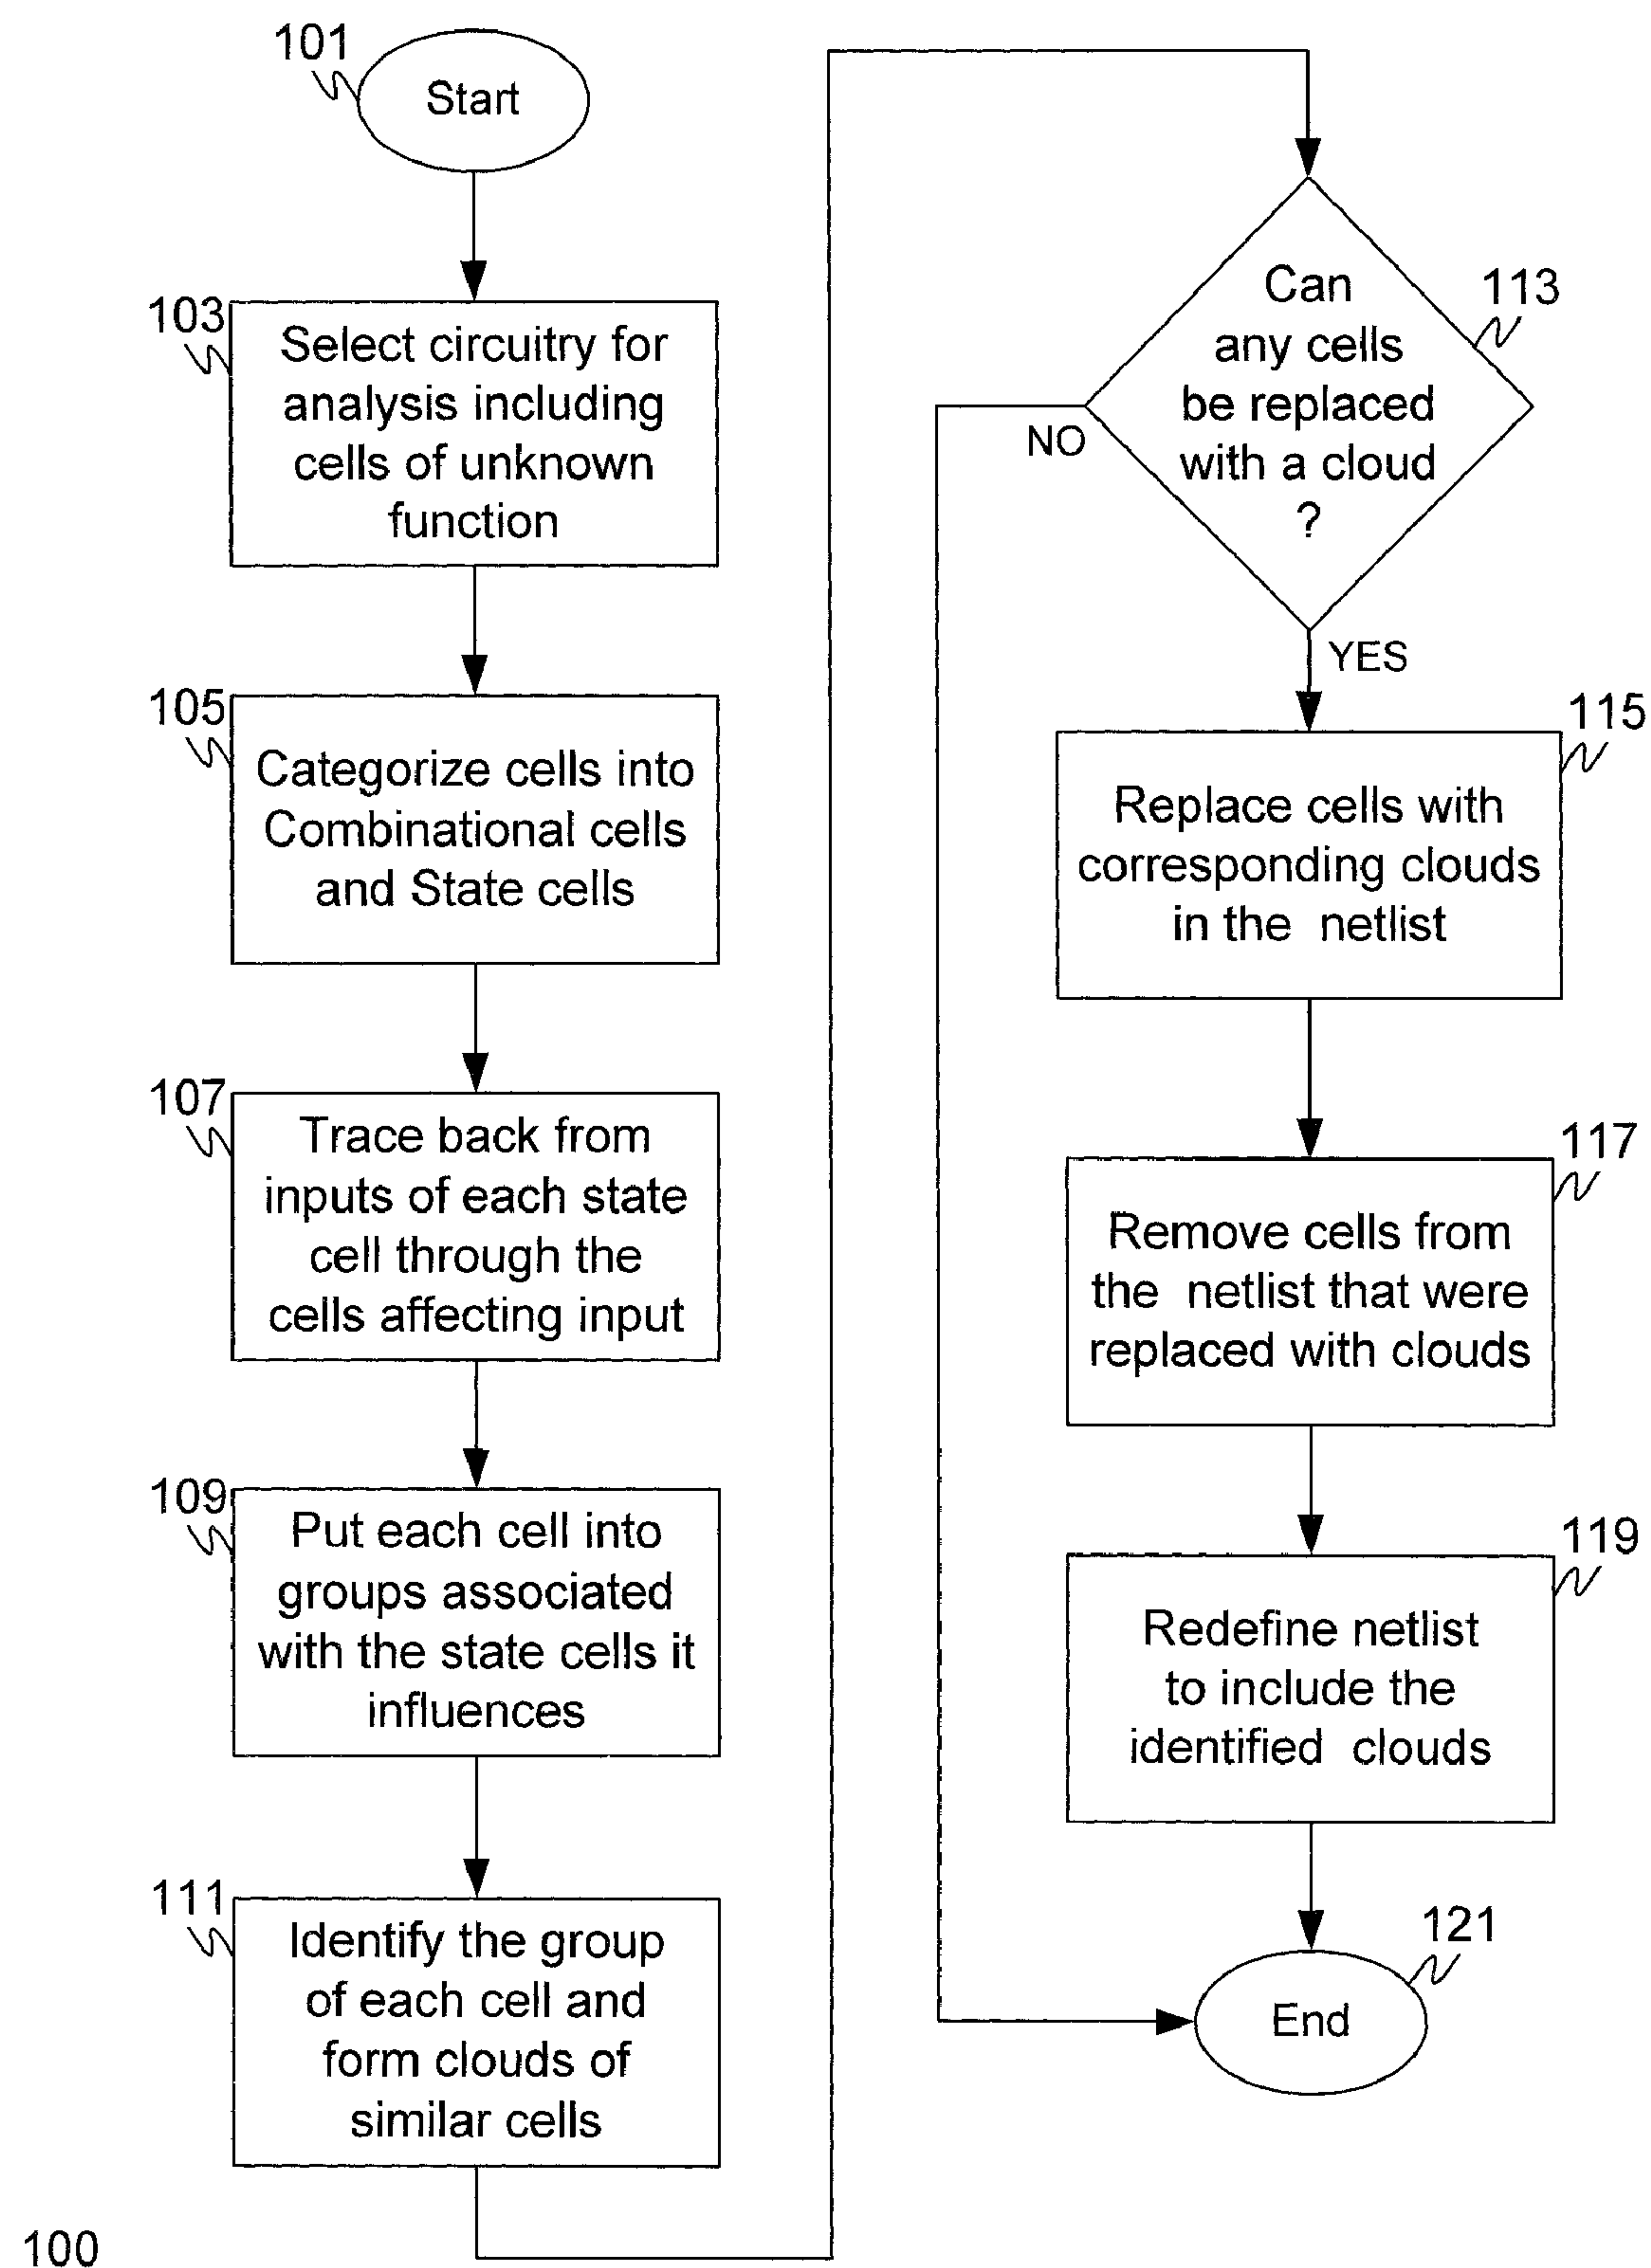 101
Start
103
Select circuitry for
analysis including
cells of unknown
function
105
Categorize cells into
Combinational cells
and State cells
107
Trace back from
inputs of each state
cell through the
cells affecting input
109
Put each cell into
groups associated
with the state cells it
influences
111
Identify the group
of each cell and
form clouds of
similar cells
100
113
Can
any cells
be replaced
with a cloud
?
NO
YES
115
Replace cells with
corresponding clouds
in the netlist
117
Remove cells from
the netlist that were
replaced with clouds
119
Redefine netlist
to include the
identified clouds
121
End